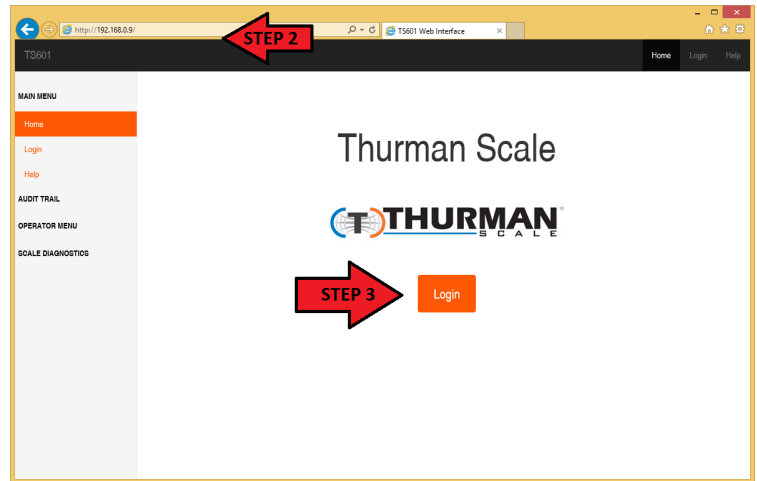 http://192.168.0.9/
STEP 2
TS601 Web Interface
TS601
Home
Login
Help
MAIN MENU
Home
Login
Help
AUDIT TRAIL
OPERATOR MENU
SCALE DIAGNOSTICS
Thurman Scale
(T) THURMAN®
SCALE
STEP 3
Login